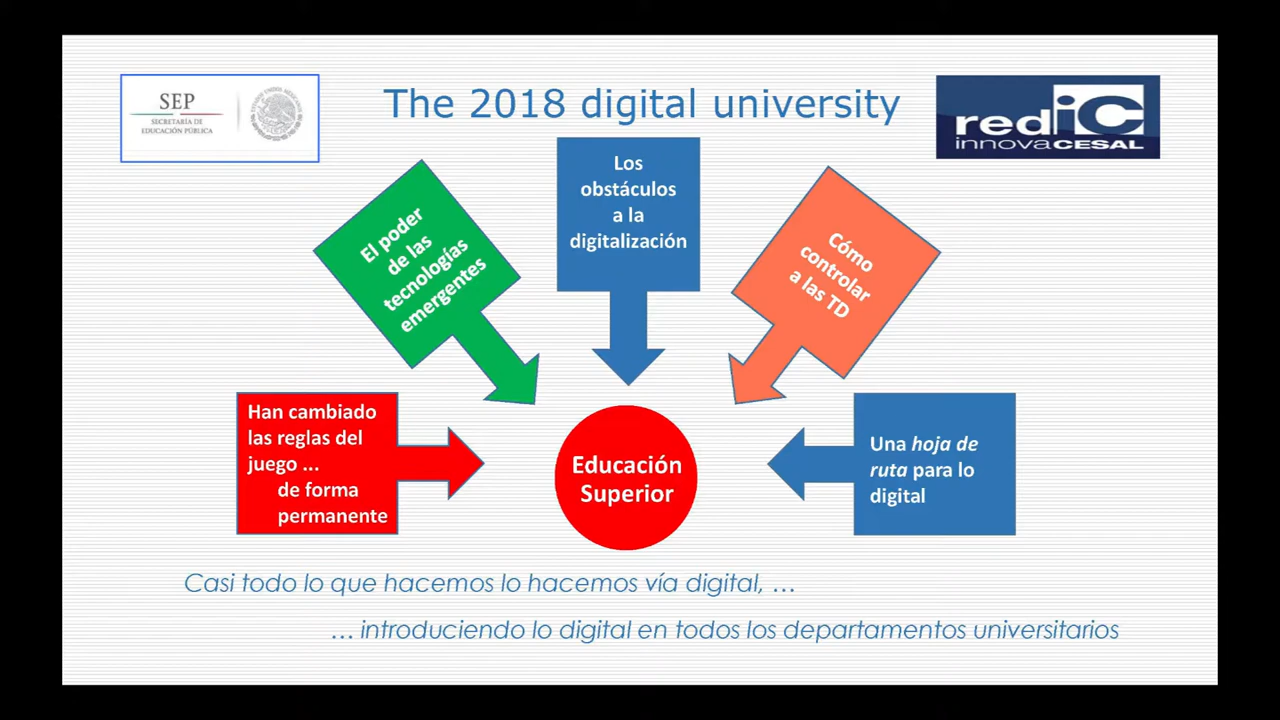 The 2018 digital university
SEP
SECRETARÍA DE
EDUCACIÓN PÚBLICA
redIC
innovaCESAL
Los
obstáculos
a la
digitalización
El poder
de las
tecnologías
emergentes
Cómo
controlar
a las TD
Han cambiado
las reglas del
juego ...
de forma
permanente
Educación
Superior
Una hoja de
ruta para lo
digital
Casi todo lo que hacemos lo hacemos vía digital, ...
... introduciendo lo digital en todos los departamentos universitarios